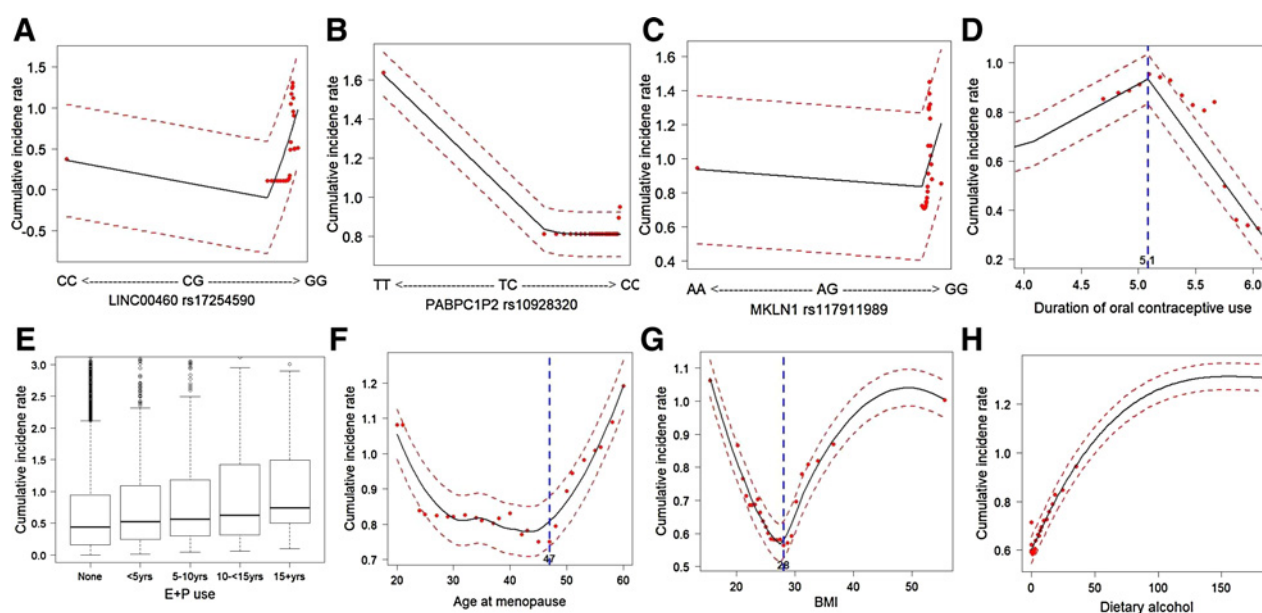 A
Cumulative incidene rate
1.5
1.0
0.5
0.0
-0.5
CC <--------------- CG ---------------> GG
LINC00460 rs17254590
B
Cumulative incidene rate
1.6
1.4
1.2
1.0
0.8
TT <--------------- TC ---------------> CC
PABPC1P2 rs10928320
C
Cumulative incidene rate
1.6
1.4
1.2
1.0
0.8
0.6
0.4
AA <--------------- AG ---------------> GG
MKLN1 rs117911989
D
Cumulative incidene rate
1.0
0.8
0.6
0.4
0.2
5.1
4.0 4.5 5.0 5.5 6.0
Duration of oral contraceptive use
E
Cumulative incidene rate
3.0
2.5
2.0
1.5
1.0
0.5
0.0
None <5yrs 5-10yrs 10-<15yrs 15+yrs
E+P use
F
Cumulative incidene rate
1.2
1.1
1.0
0.9
0.8
0.7
47
20 30 40 50 60
Age at menopause
G
Cumulative incidene rate
1.1
1.0
0.9
0.8
0.7
0.6
0.5
28
20 30 40 50
BMI
H
Cumulative incidene rate
1.2
1.0
0.8
0.6
0 50 100 150
Dietary alcohol